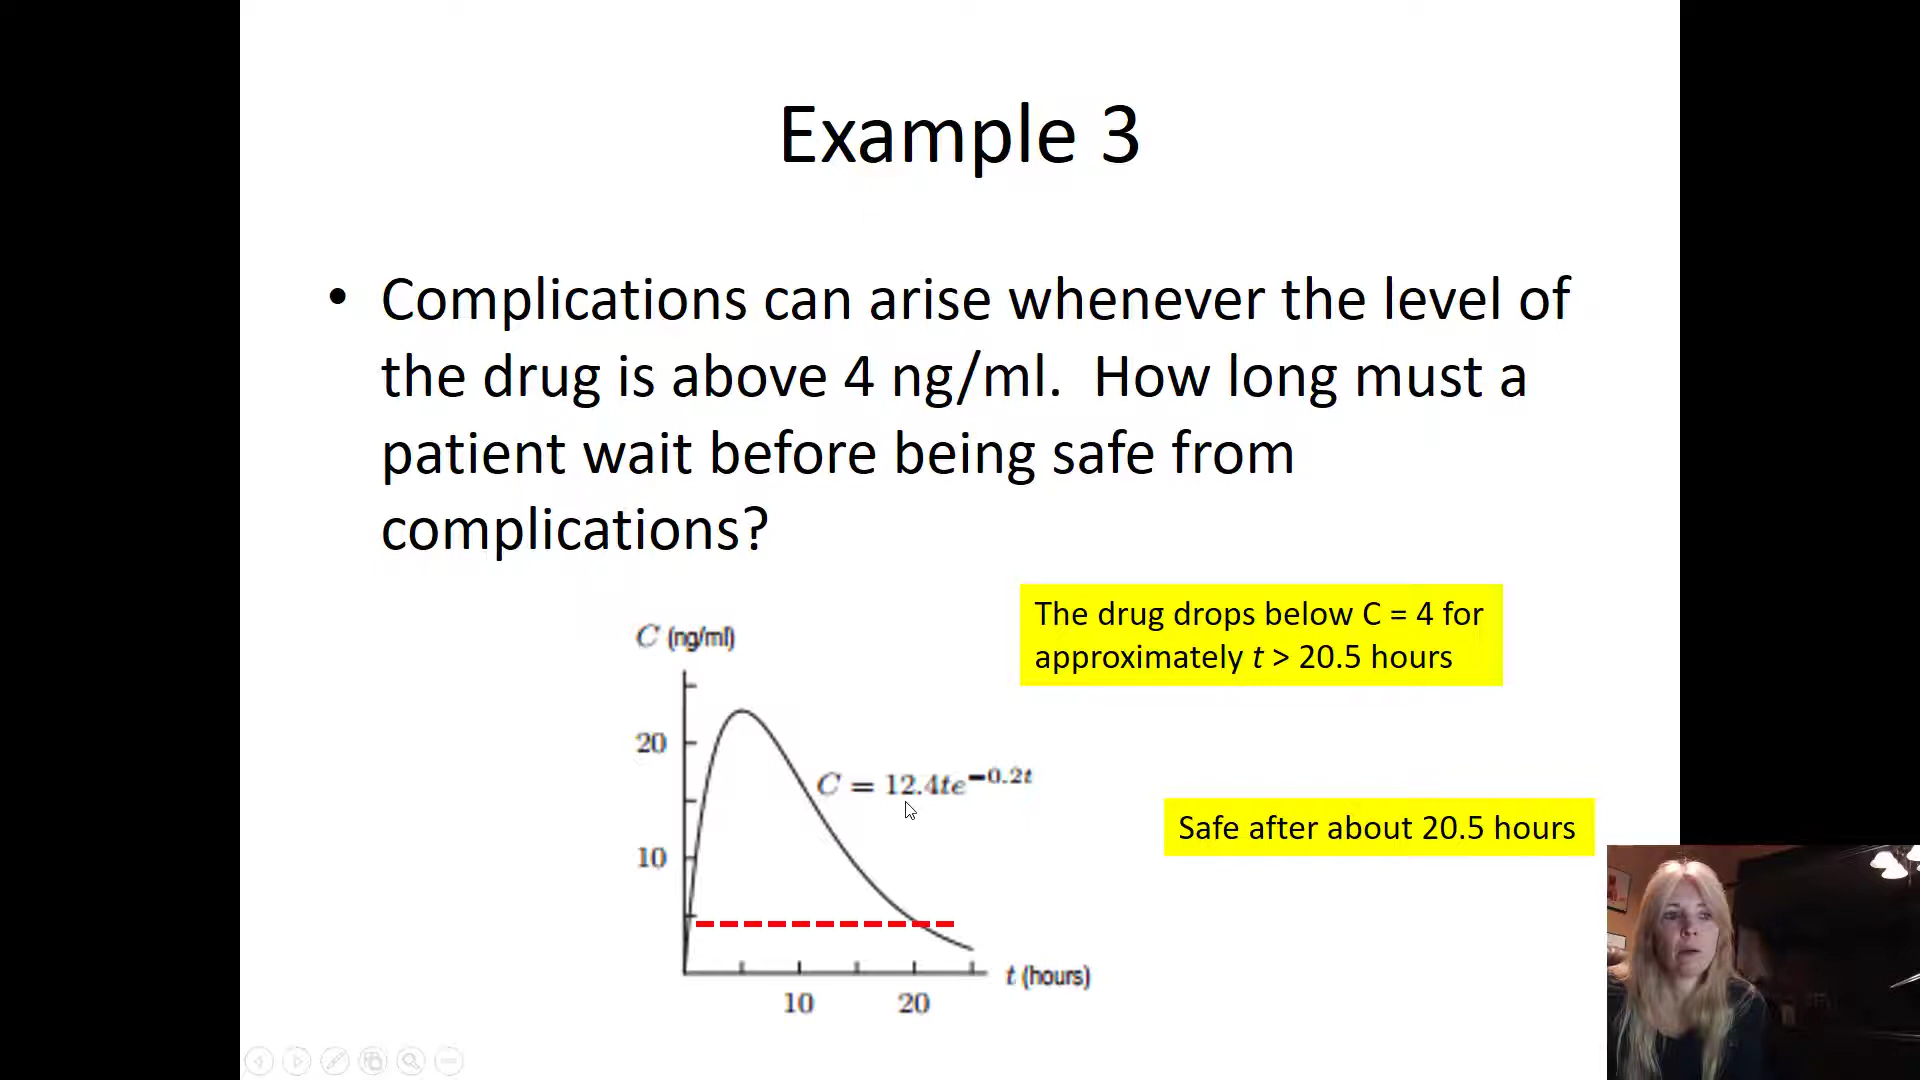 Example 3
• Complications can arise whenever the level of
the drug is above 4 ng/ml. How long must a
patient wait before being safe from
complications?
The drug drops below C = 4 for
approximately t > 20.5 hours
C (ng/ml)
20
C = 12.4te^{-0.2t}
Safe after about 20.5 hours
10
t (hours)
10 20